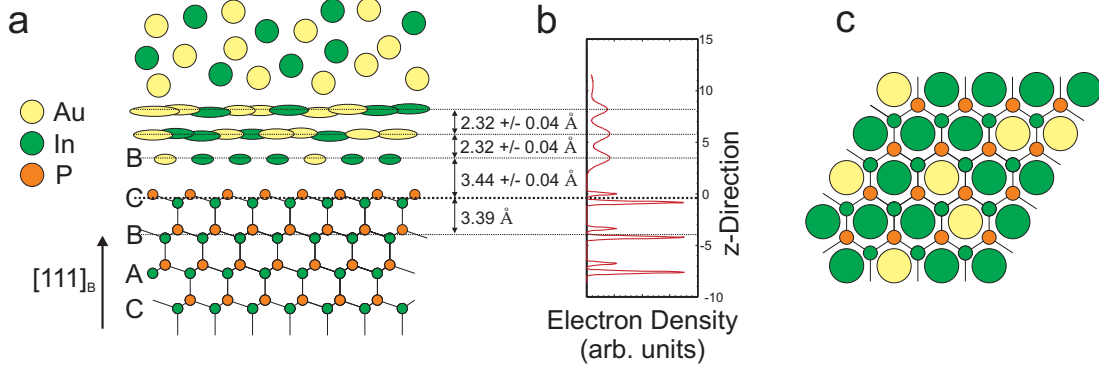 a
b
c
Au
In
P
B
C
B
A
C
[111]B
2.32 +/- 0.04 Å
2.32 +/- 0.04 Å
3.44 +/- 0.04 Å
3.39 Å
15
10
5
0
-5
-10
z-Direction
Electron Density
(arb. units)